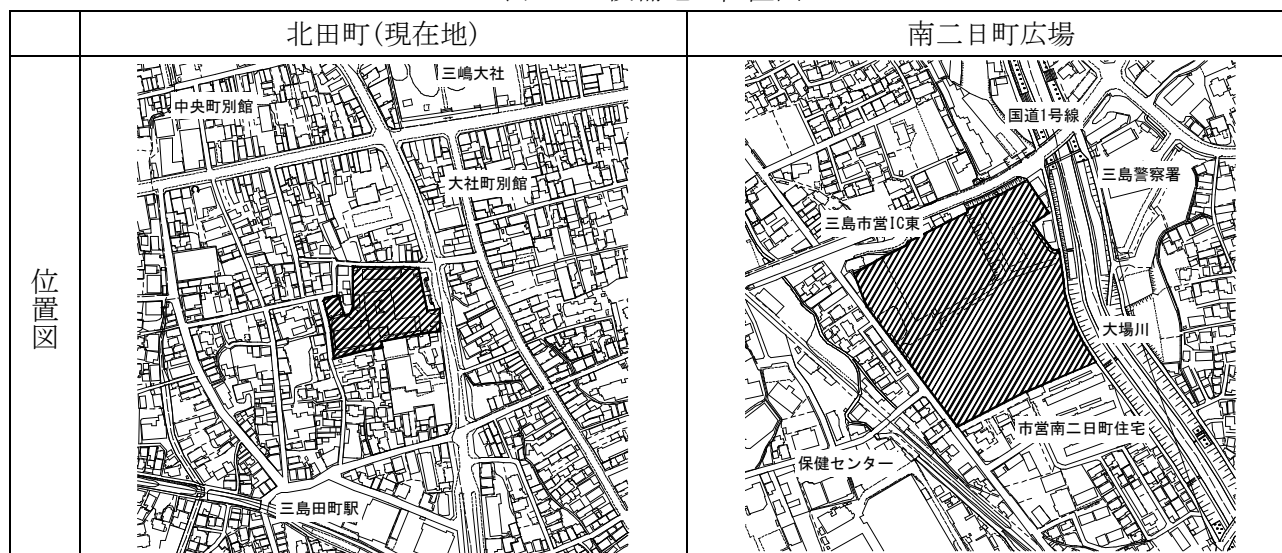 北田町(現在地)
南二日町広場
位置図
三嶋大社
中央町別館
大社町別館
三島田町駅
国道1号線
三島警察署
三島市営IC東
大場川
市営南二日町住宅
保健センター